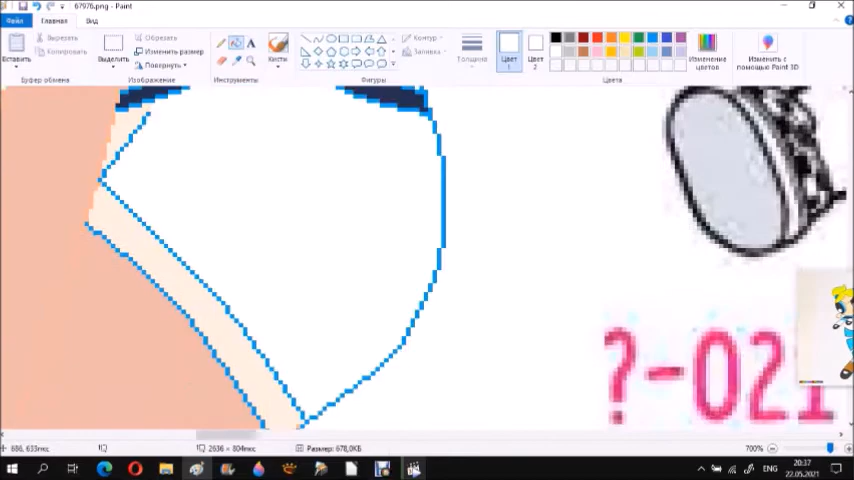 67976.png - Paint
Файл Главная Вид
Вставить
Вырезать
Копировать
Буфер обмена
Выделить
Обрезать
Изменить размер
Повернуть
Изображение
A
Инструменты
Кисти
Контур
Заливка
Фигуры
Толщина
Цвет 1
Цвет 2
Цвета
Изменение цветов
Изменить с помощью Paint 3D
?-021
686, 633пкс
2636 × 804пкс
Размер: 678,0КБ
700%
ENG
20:37
22.05.2021